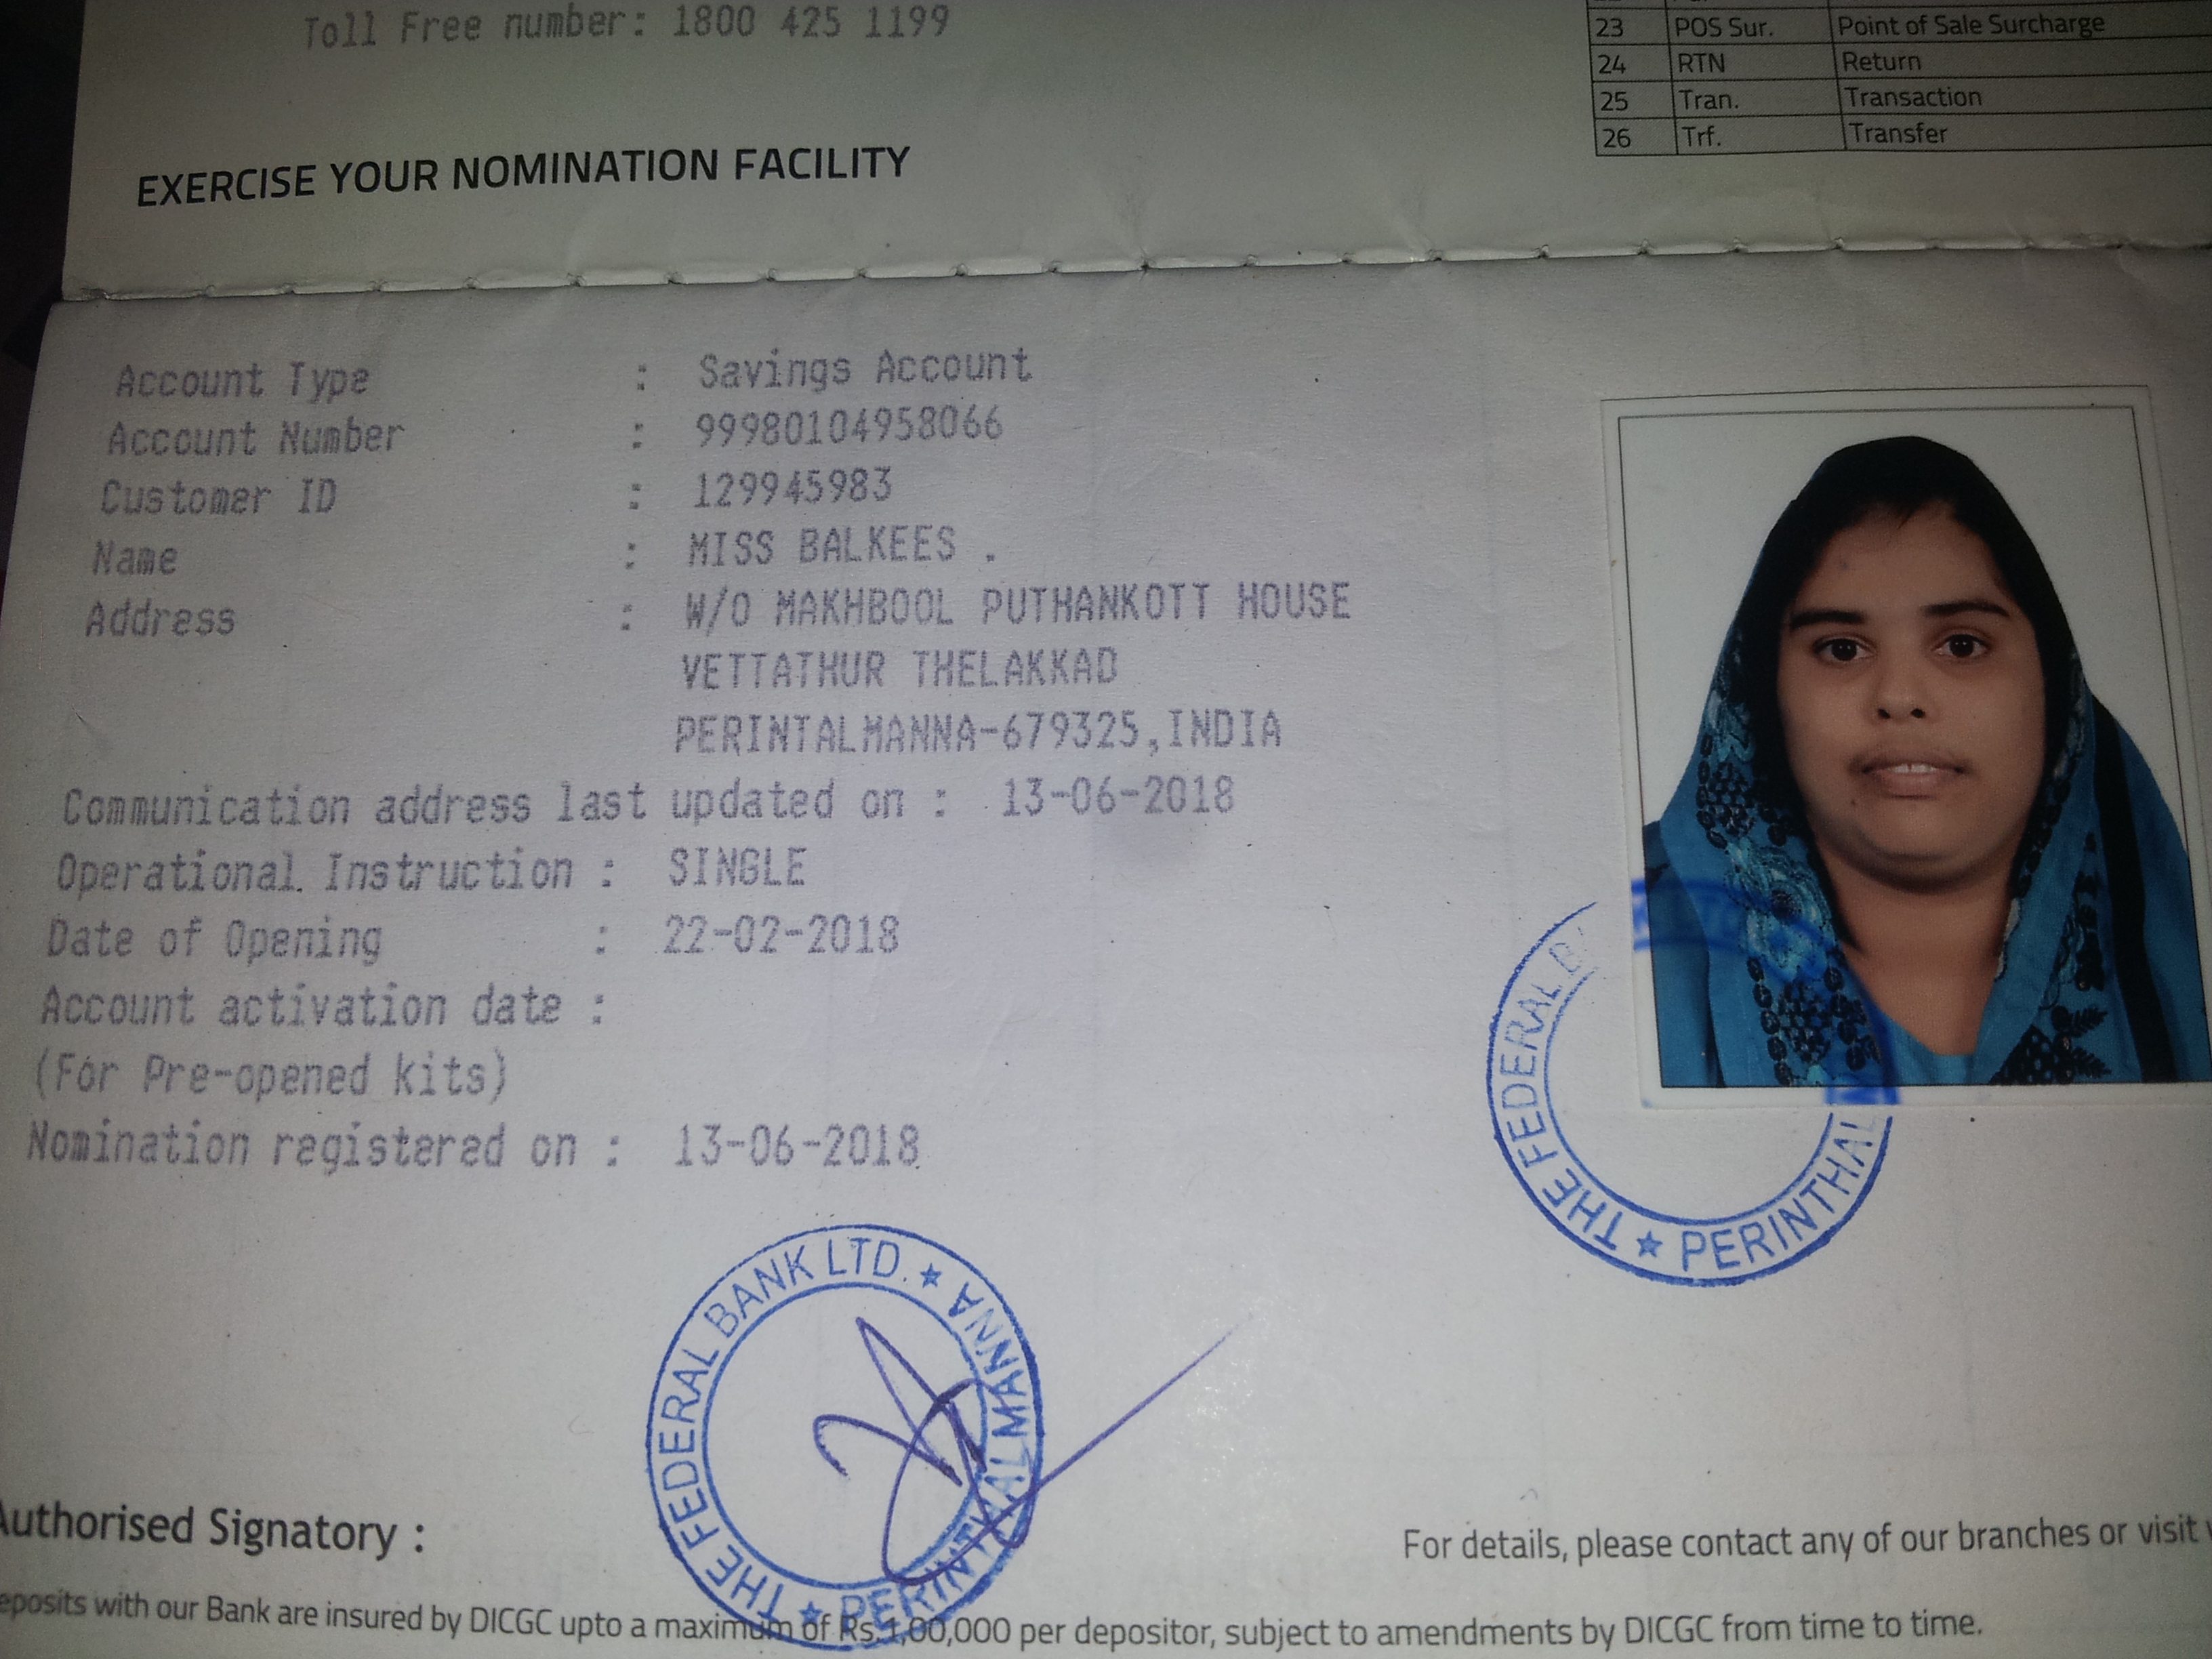 Toll Free number: 1800 425 1199
23 POS Sur. Point of Sale Surcharge
24 RTN Return
25 Tran. Transaction
26 Trf. Transfer
EXERCISE YOUR NOMINATION FACILITY
Account Type : Savings Account
Account Number : 99980104958066
Customer ID : 129945983
Name : MISS BALKEES .
Address : W/O MAKHBOOL PUTHANKOTT HOUSE
VETTATHUR THELAKKAD
PERINTALMANNA-679325,INDIA
Communication address last updated on : 13-06-2018
Operational Instruction : SINGLE
Date of Opening : 22-02-2018
Account activation date :
(For Pre-opened kits)
Nomination registered on : 13-06-2018
THE FEDERAL
PERINTHAL
THE FEDERAL BANK LTD. ★ PERINTHALMANNA ★
Authorised Signatory :
For details, please contact any of our branches or visit
eposits with our Bank are insured by DICGC upto a maximum of Rs.1,00,000 per depositor, subject to amendments by DICGC from time to time.